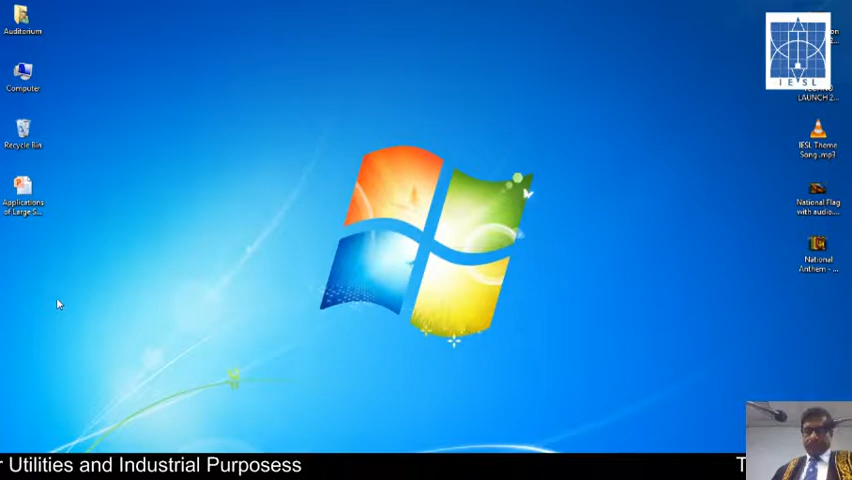 Auditorium
Computer
Recycle Bin
Applications
of Large S...
IESL
LAUNCH 2...
IESL Theme
Song.mp3
National Flag
with audio....
National
Anthem - ...
r Utilities and Industrial Purposess
T